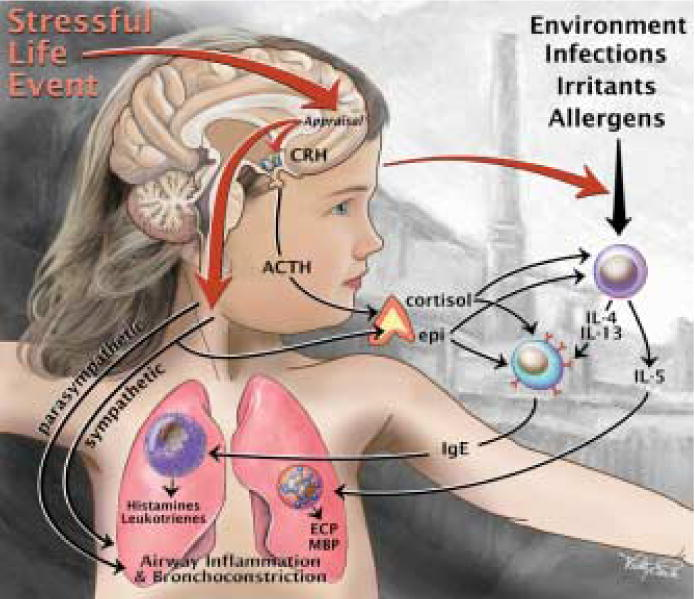 Stressful
Life
Event
Environment
Infections
Irritants
Allergens
Appraisal
CRH
ACTH
cortisol
epi
IL-4
IL-13
IL-5
parasympathetic
sympathetic
IgE
Histamines
Leukotrienes
ECP
MBP
Airway Inflammation
& Bronchoconstriction